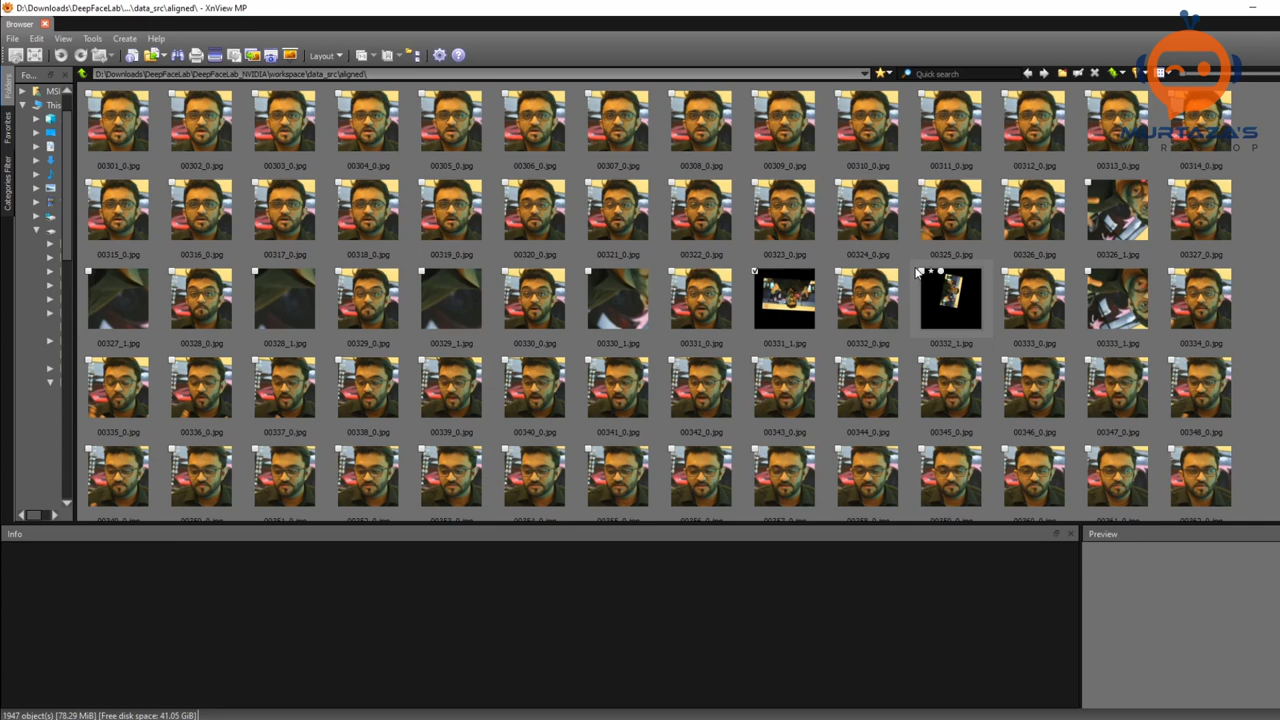 D:\Downloads\DeepFaceLab\...\data_src\aligned\ - XnView MP
Browser
File Edit View Tools Create Help
Layout
Fo...
D:\Downloads\DeepFaceLab\DeepFaceLab_NVIDIA\workspace\data_src\aligned\
Quick search
Folders
Favorites
Categories Filter
MSI
This
MURTAZA'S
00301_0.jpg 00302_0.jpg 00303_0.jpg 00304_0.jpg 00305_0.jpg 00306_0.jpg 00307_0.jpg 00308_0.jpg 00309_0.jpg 00310_0.jpg 00311_0.jpg 00312_0.jpg 00313_0.jpg 00314_0.jpg
00315_0.jpg 00316_0.jpg 00317_0.jpg 00318_0.jpg 00319_0.jpg 00320_0.jpg 00321_0.jpg 00322_0.jpg 00323_0.jpg 00324_0.jpg 00325_0.jpg 00326_0.jpg 00326_1.jpg 00327_0.jpg
00327_1.jpg 00328_0.jpg 00328_1.jpg 00329_0.jpg 00329_1.jpg 00330_0.jpg 00330_1.jpg 00331_0.jpg 00331_1.jpg 00332_0.jpg 00332_1.jpg 00333_0.jpg 00333_1.jpg 00334_0.jpg
00335_0.jpg 00336_0.jpg 00337_0.jpg 00338_0.jpg 00339_0.jpg 00340_0.jpg 00341_0.jpg 00342_0.jpg 00343_0.jpg 00344_0.jpg 00345_0.jpg 00346_0.jpg 00347_0.jpg 00348_0.jpg
Info
Preview
1947 object(s) [78.29 MiB] [Free disk space: 41.05 GiB]